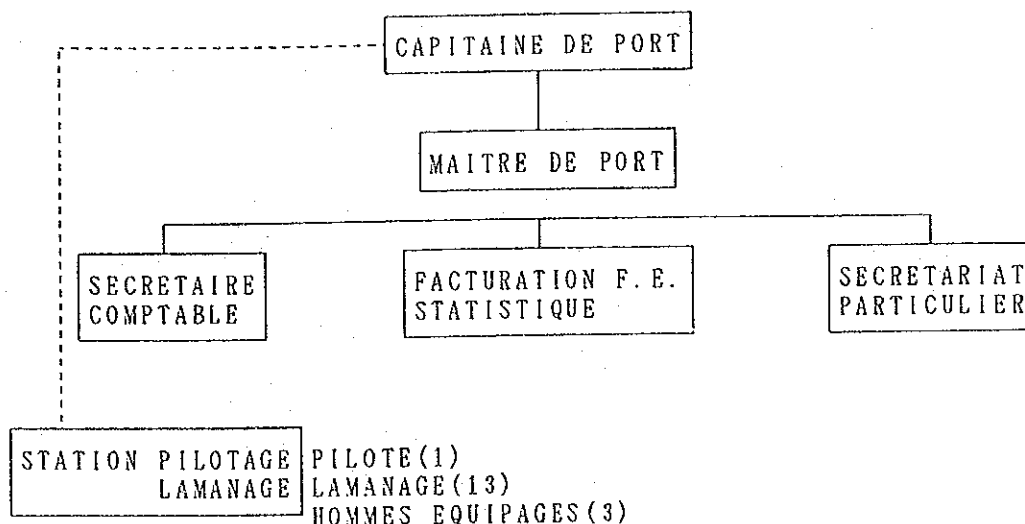 CAPITAINE DE PORT
MAITRE DE PORT
SECRETAIRE
COMPTABLE
FACTURATION F. E.
STATISTIQUE
SECRETARIAT
PARTICULIER
STATION PILOTAGE PILOTE(1)
LAMANAGE LAMANAGE(13)
HOMMES EQUIPAGES(3)